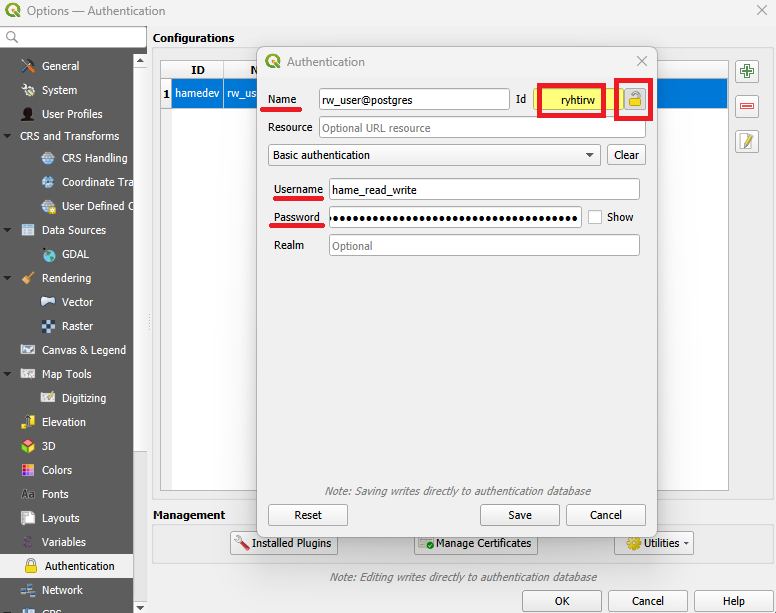 Options — Authentication
Configurations
General
System
User Profiles
CRS and Transforms
CRS Handling
Coordinate Tra
User Defined C
Data Sources
GDAL
Rendering
Vector
Raster
Canvas & Legend
Map Tools
Digitizing
Elevation
3D
Colors
Fonts
Layouts
Variables
Authentication
Network
GPS
ID N
1 hamedev rw_us
Authentication
Name rw_user@postgres Id ryhtirw
Resource Optional URL resource
Basic authentication Clear
Username hame_read_write
Password ●●●●●●●●●●●●●●●●●●●●●●●●●●●●●●●●●●●●● Show
Realm Optional
Note: Saving writes directly to authentication database
Reset Save Cancel
Management
Installed Plugins Manage Certificates Utilities
Note: Editing writes directly to authentication database
OK Cancel Help